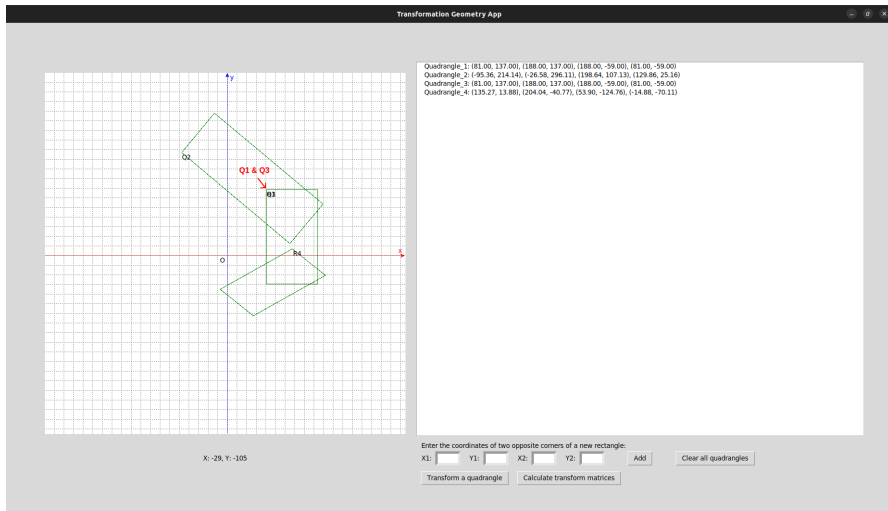 Transformation Geometry App
y
Q2
Q1 & Q3
R4
x
O
X: -29, Y: -105
Quadrangle_1: (81.00, 137.00), (188.00, 137.00), (188.00, -59.00), (81.00, -59.00)
Quadrangle_2: (-95.36, 214.14), (-26.58, 296.11), (198.64, 107.13), (129.86, 25.16)
Quadrangle_3: (81.00, 137.00), (188.00, 137.00), (188.00, -59.00), (81.00, -59.00)
Quadrangle_4: (135.27, 13.88), (204.04, -40.77), (53.90, -124.76), (-14.88, -70.11)
Enter the coordinates of two opposite corners of a new rectangle:
X1: Y1: X2: Y2: Add Clear all quadrangles
Transform a quadrangle Calculate transform matrices